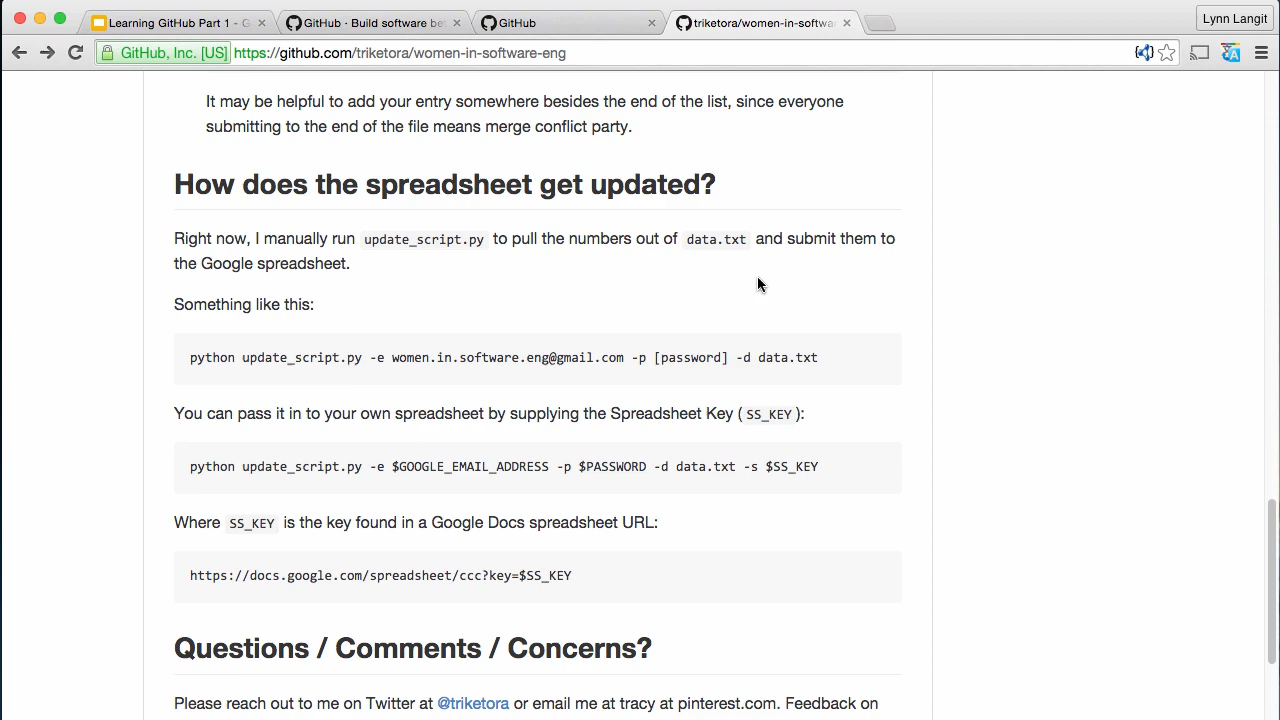 Learning GitHub Part 1 - G
GitHub · Build software be
GitHub
triketora/women-in-softwa
Lynn Langit
GitHub, Inc. [US] https://github.com/triketora/women-in-software-eng
It may be helpful to add your entry somewhere besides the end of the list, since everyone
submitting to the end of the file means merge conflict party.
How does the spreadsheet get updated?
Right now, I manually run update_script.py to pull the numbers out of data.txt and submit them to
the Google spreadsheet.
Something like this:
python update_script.py -e women.in.software.eng@gmail.com -p [password] -d data.txt
You can pass it in to your own spreadsheet by supplying the Spreadsheet Key ( SS_KEY ):
python update_script.py -e $GOOGLE_EMAIL_ADDRESS -p $PASSWORD -d data.txt -s $SS_KEY
Where SS_KEY is the key found in a Google Docs spreadsheet URL:
https://docs.google.com/spreadsheet/ccc?key=$SS_KEY
Questions / Comments / Concerns?
Please reach out to me on Twitter at @triketora or email me at tracy at pinterest.com. Feedback on